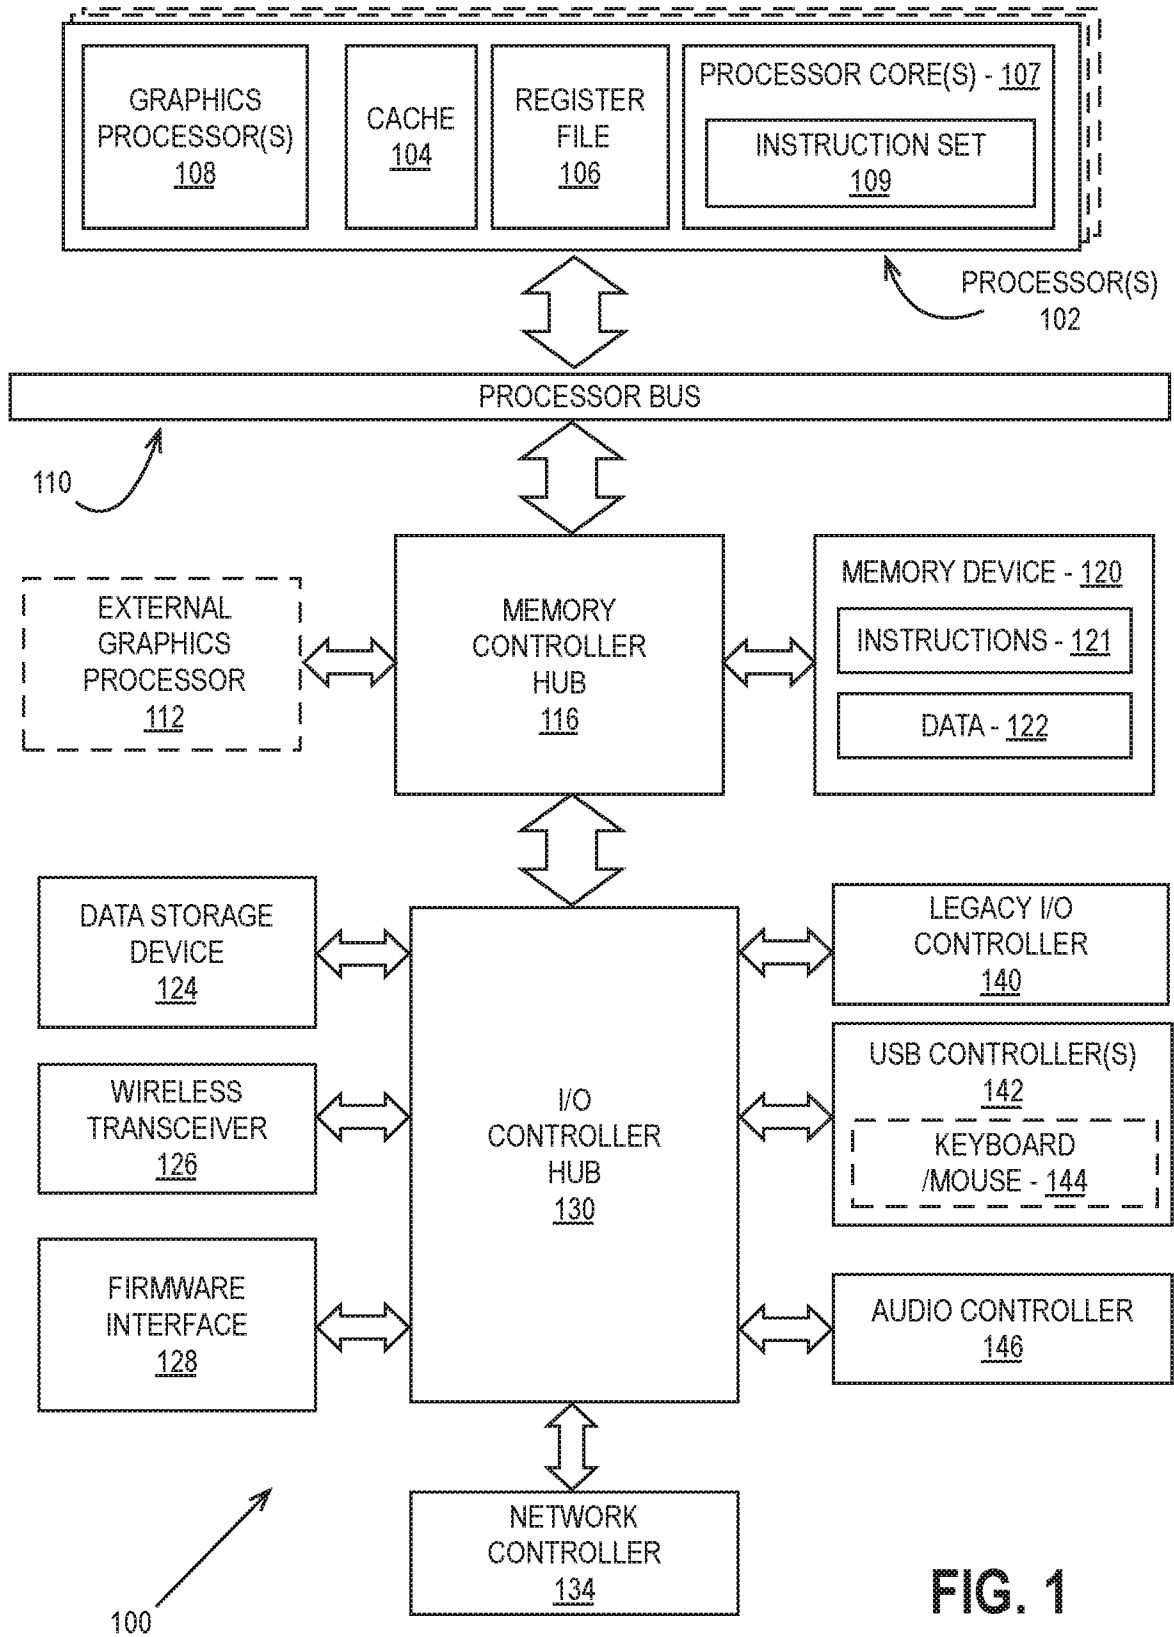 GRAPHICS
PROCESSOR(S)
108
CACHE
104
REGISTER
FILE
106
PROCESSOR CORE(S) - 107
INSTRUCTION SET
109
PROCESSOR(S)
102
PROCESSOR BUS
110
EXTERNAL
GRAPHICS
PROCESSOR
112
MEMORY
CONTROLLER
HUB
116
MEMORY DEVICE - 120
INSTRUCTIONS - 121
DATA - 122
DATA STORAGE
DEVICE
124
WIRELESS
TRANSCEIVER
126
FIRMWARE
INTERFACE
128
I/O
CONTROLLER
HUB
130
LEGACY I/O
CONTROLLER
140
USB CONTROLLER(S)
142
KEYBOARD
/MOUSE - 144
AUDIO CONTROLLER
146
NETWORK
CONTROLLER
134
100
FIG. 1